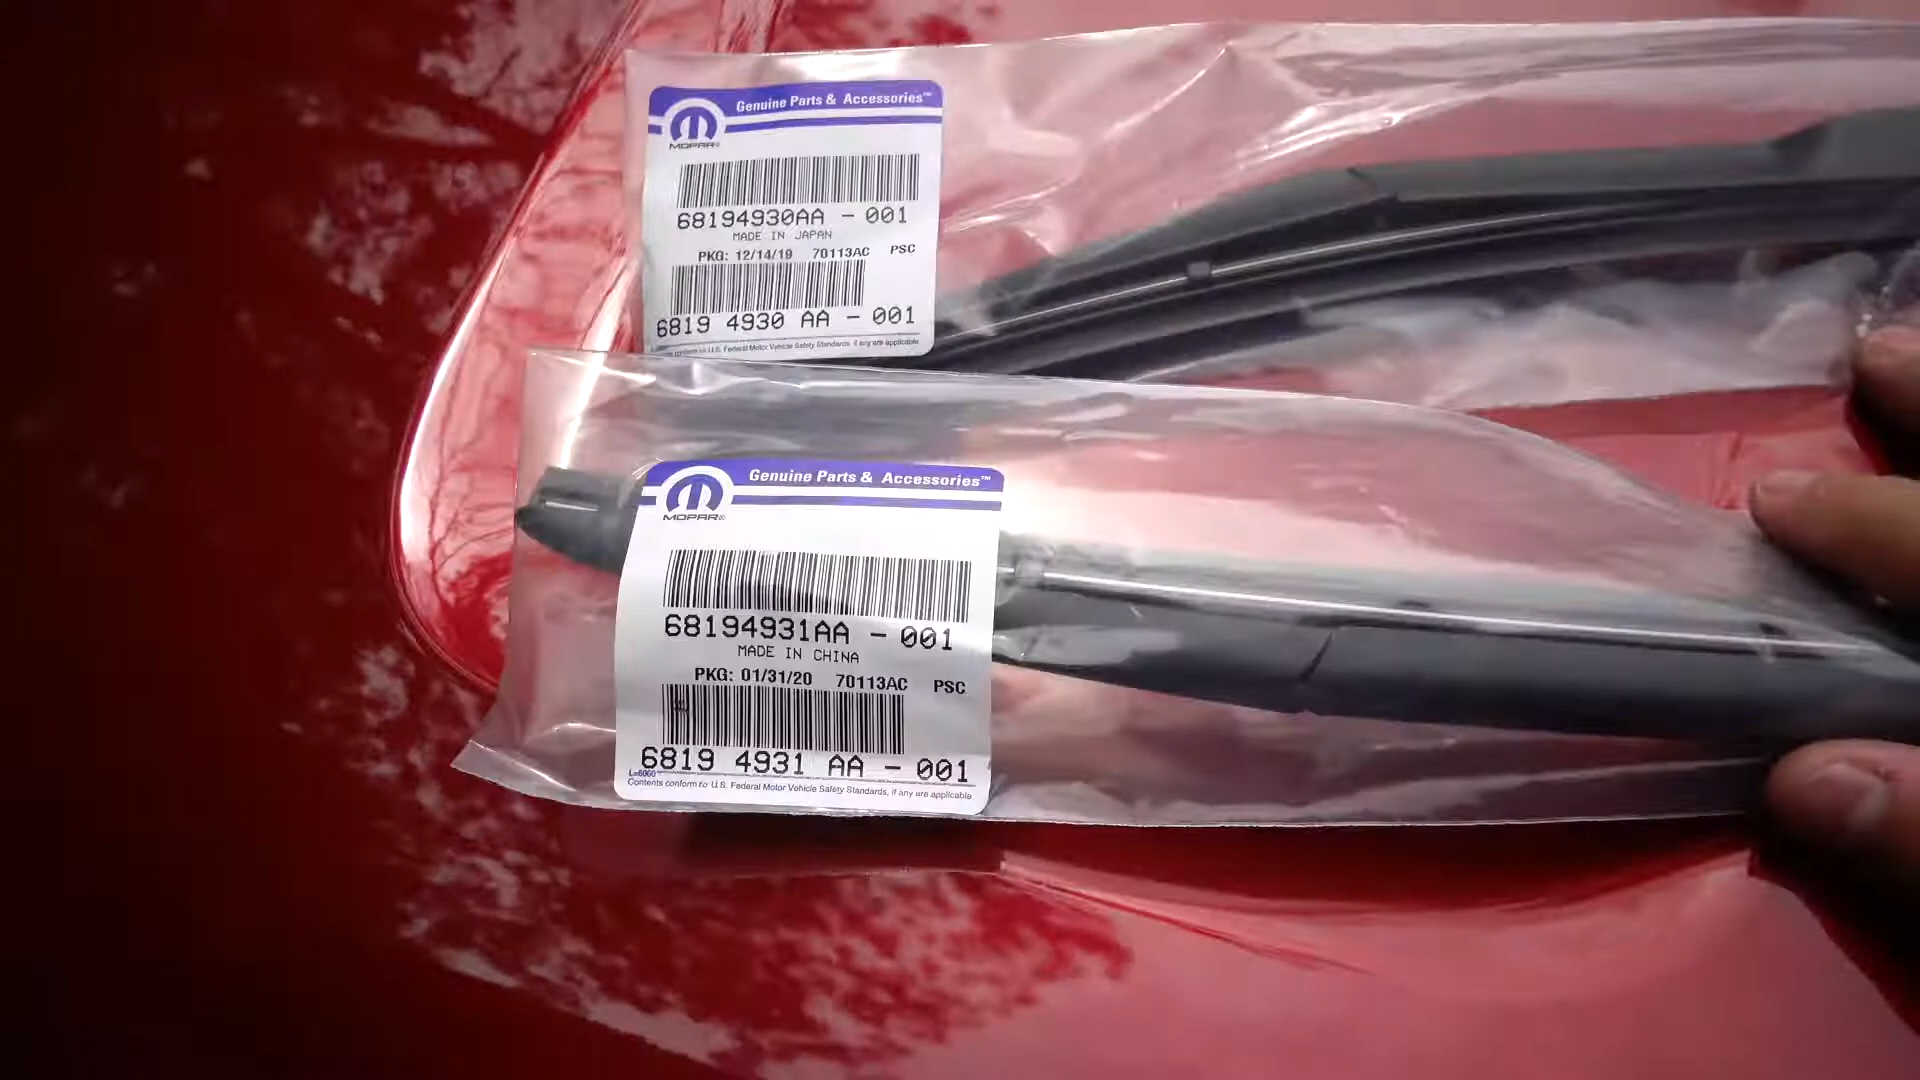 Genuine Parts & Accessories™
MOPAR®
68194930AA - 001
MADE IN JAPAN
PKG: 12/14/19 70113AC PSC
6819 4930 AA - 001
conform to U.S. Federal Motor Vehicle Safety Standards, if any are applicable
Genuine Parts & Accessories™
MOPAR®
68194931AA - 001
MADE IN CHINA
PKG: 01/31/20 70113AC PSC
6819 4931 AA - 001
L-6060
Contents conform to U.S. Federal Motor Vehicle Safety Standards, if any are applicable